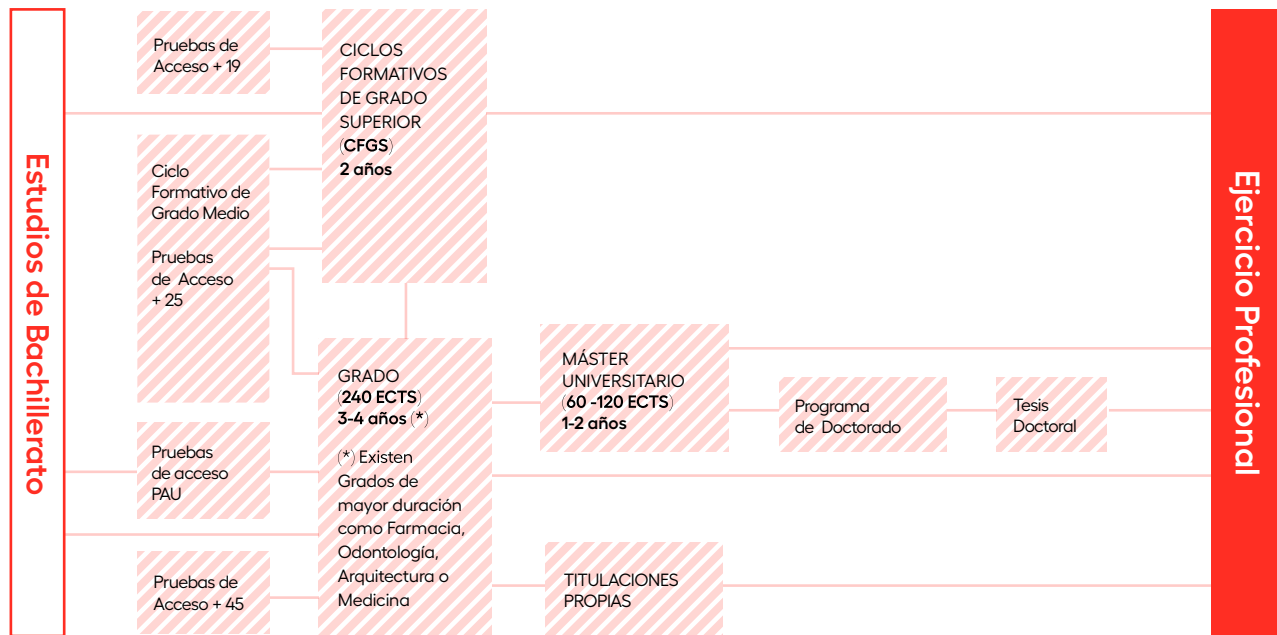 Estudios de Bachillerato
Pruebas de
Acceso + 19
Ciclo
Formativo de
Grado Medio
Pruebas
de Acceso
+ 25
Pruebas
de acceso
PAU
Pruebas de
Acceso + 45
CICLOS
FORMATIVOS
DE GRADO
SUPERIOR
(CFGS)
2 años
GRADO
(240 ECTS)
3-4 años (*)
(*) Existen
Grados de
mayor duración
como Farmacia,
Odontología,
Arquitectura o
Medicina
MÁSTER
UNIVERSITARIO
(60 -120 ECTS)
1-2 años
Programa
de Doctorado
Tesis
Doctoral
TITULACIONES
PROPIAS
Ejercicio Profesional